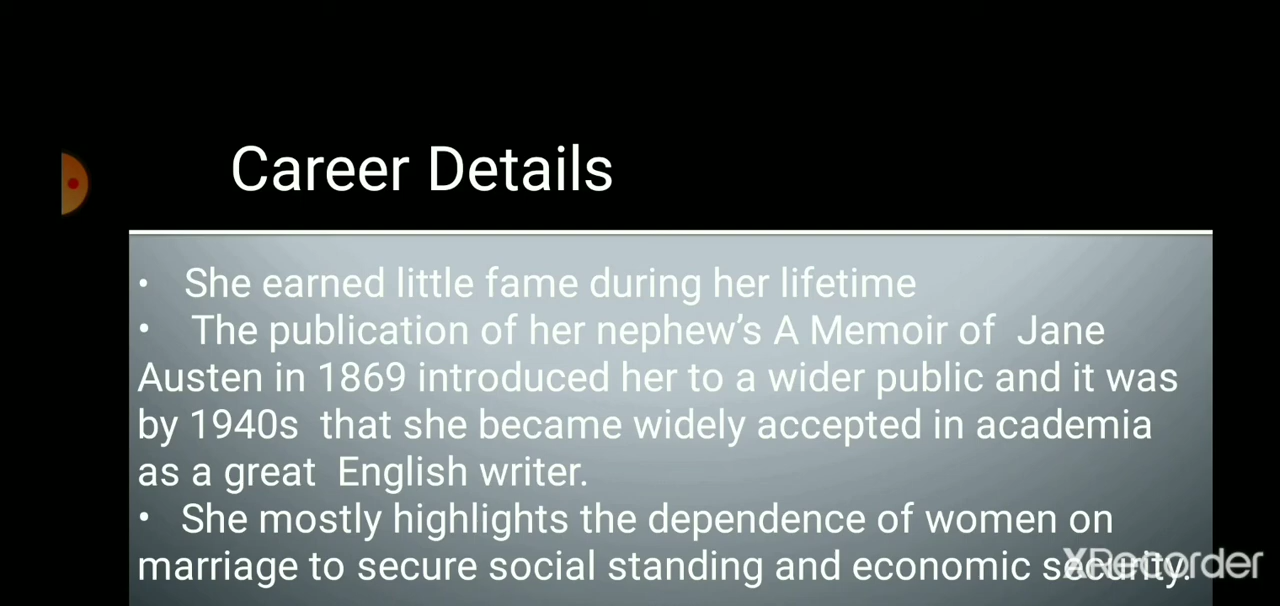 Career Details
• She earned little fame during her lifetime
• The publication of her nephew's A Memoir of Jane
Austen in 1869 introduced her to a wider public and it was
by 1940s that she became widely accepted in academia
as a great English writer.
• She mostly highlights the dependence of women on
marriage to secure social standing and economic security.
XRecorder